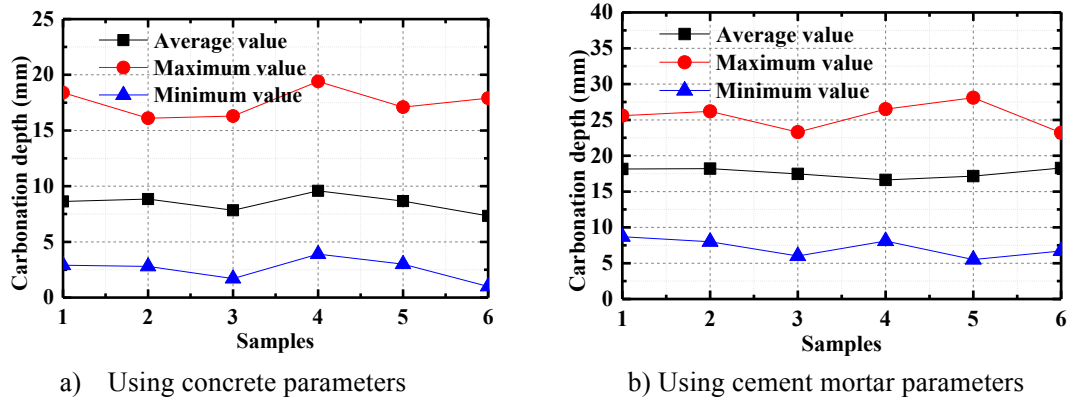 25
20
15
10
5
0
Carbonation depth (mm)
Average value
Maximum value
Minimum value
1 2 3 4 5 6
Samples
a) Using concrete parameters
40
35
30
25
20
15
10
5
0
Carbonation depth (mm)
Average value
Maximum value
Minimum value
1 2 3 4 5 6
Samples
b) Using cement mortar parameters